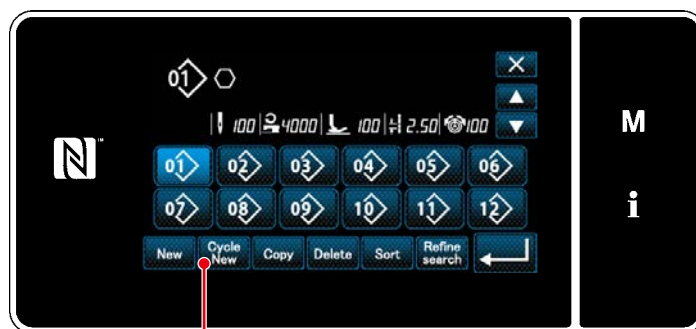 01
100 4000 100 2.50 100
M
N™
01 02 03 04 05 06
i
07 08 09 10 11 12
New Cycle New Copy Delete Sort Refine search